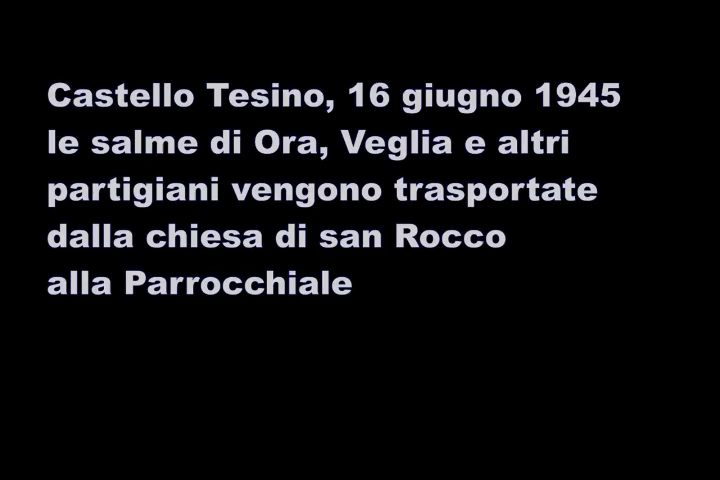 Castello Tesino, 16 giugno 1945
le salme di Ora, Veglia e altri
partigiani vengono trasportate
dalla chiesa di san Rocco
alla Parrocchiale